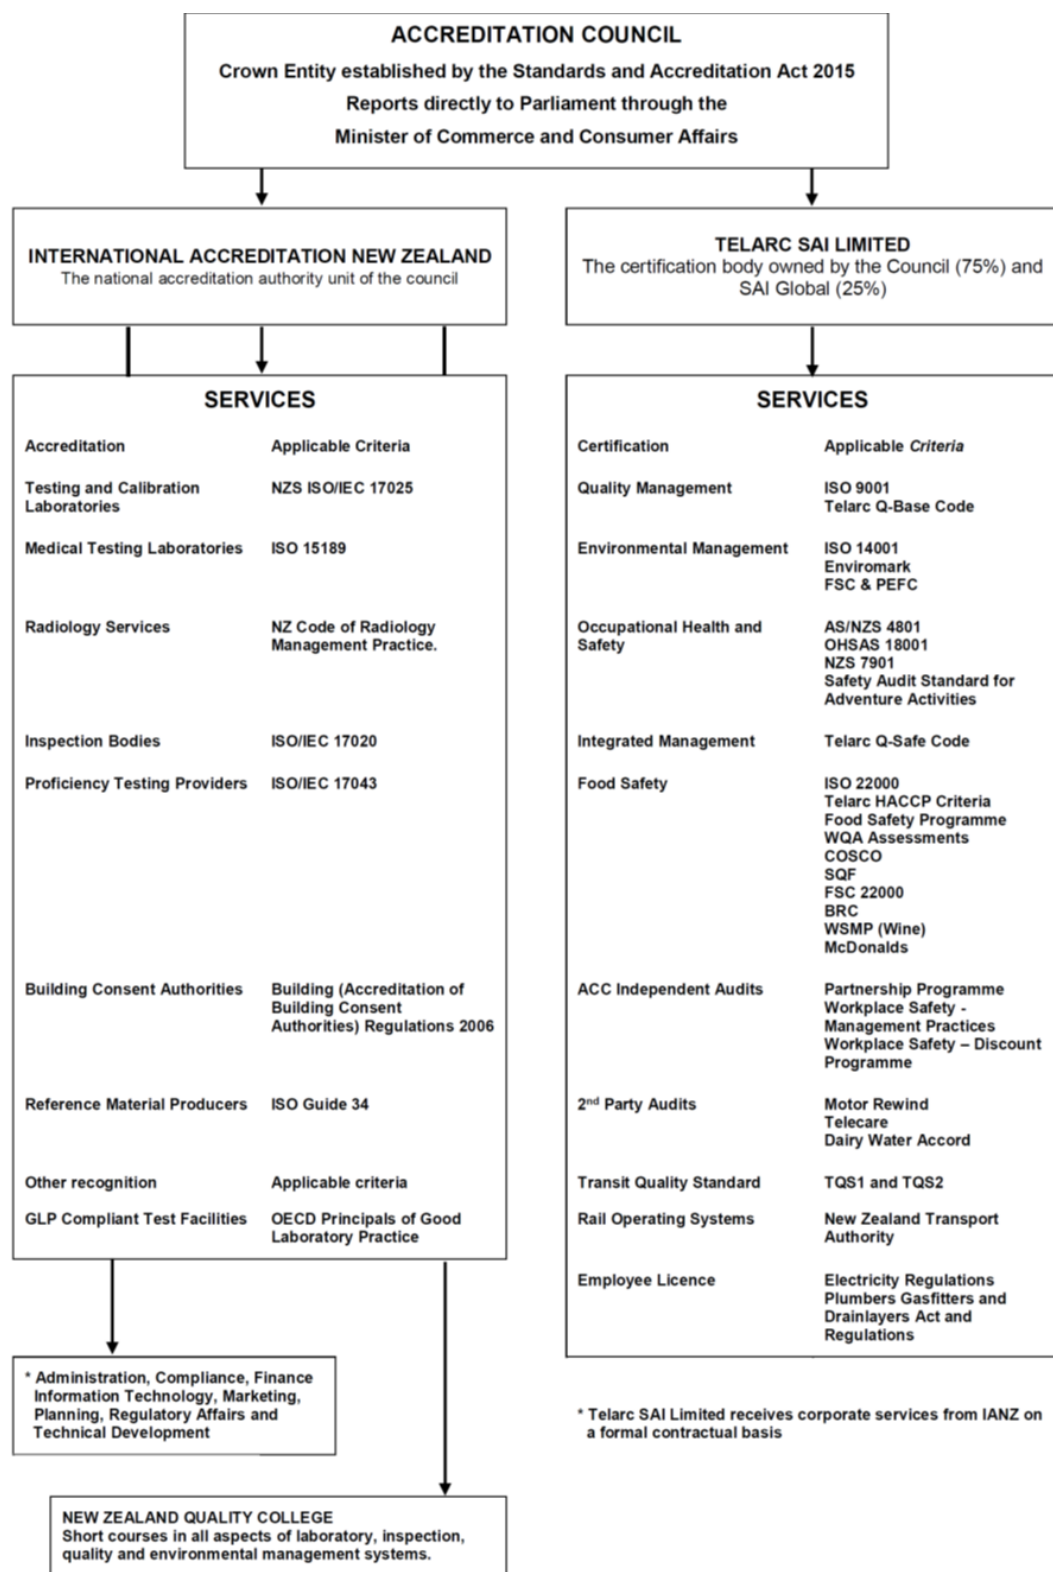 ACCREDITATION COUNCIL
Crown Entity established by the Standards and Accreditation Act 2015
Reports directly to Parliament through the
Minister of Commerce and Consumer Affairs
INTERNATIONAL ACCREDITATION NEW ZEALAND
The national accreditation authority unit of the council
TELARC SAI LIMITED
The certification body owned by the Council (75%) and
SAI Global (25%)
SERVICES
Accreditation Applicable Criteria
Testing and Calibration NZS ISO/IEC 17025
Laboratories
Medical Testing Laboratories ISO 15189
Radiology Services NZ Code of Radiology
Management Practice.
Inspection Bodies ISO/IEC 17020
Proficiency Testing Providers ISO/IEC 17043
Building Consent Authorities Building (Accreditation of
Building Consent
Authorities) Regulations 2006
Reference Material Producers ISO Guide 34
Other recognition Applicable criteria
GLP Compliant Test Facilities OECD Principals of Good
Laboratory Practice
SERVICES
Certification Applicable Criteria
Quality Management ISO 9001
Telarc Q-Base Code
Environmental Management ISO 14001
Enviromark
FSC & PEFC
Occupational Health and AS/NZS 4801
Safety OHSAS 18001
NZS 7901
Safety Audit Standard for
Adventure Activities
Integrated Management Telarc Q-Safe Code
Food Safety ISO 22000
Telarc HACCP Criteria
Food Safety Programme
WQA Assessments
COSCO
SQF
FSC 22000
BRC
WSMP (Wine)
McDonalds
ACC Independent Audits Partnership Programme
Workplace Safety -
Management Practices
Workplace Safety – Discount
Programme
2nd Party Audits Motor Rewind
Telecare
Dairy Water Accord
Transit Quality Standard TQS1 and TQS2
Rail Operating Systems New Zealand Transport
Authority
Employee Licence Electricity Regulations
Plumbers Gasfitters and
Drainlayers Act and
Regulations
* Administration, Compliance, Finance
Information Technology, Marketing,
Planning, Regulatory Affairs and
Technical Development
* Telarc SAI Limited receives corporate services from IANZ on
a formal contractual basis
NEW ZEALAND QUALITY COLLEGE
Short courses in all aspects of laboratory, inspection,
quality and environmental management systems.